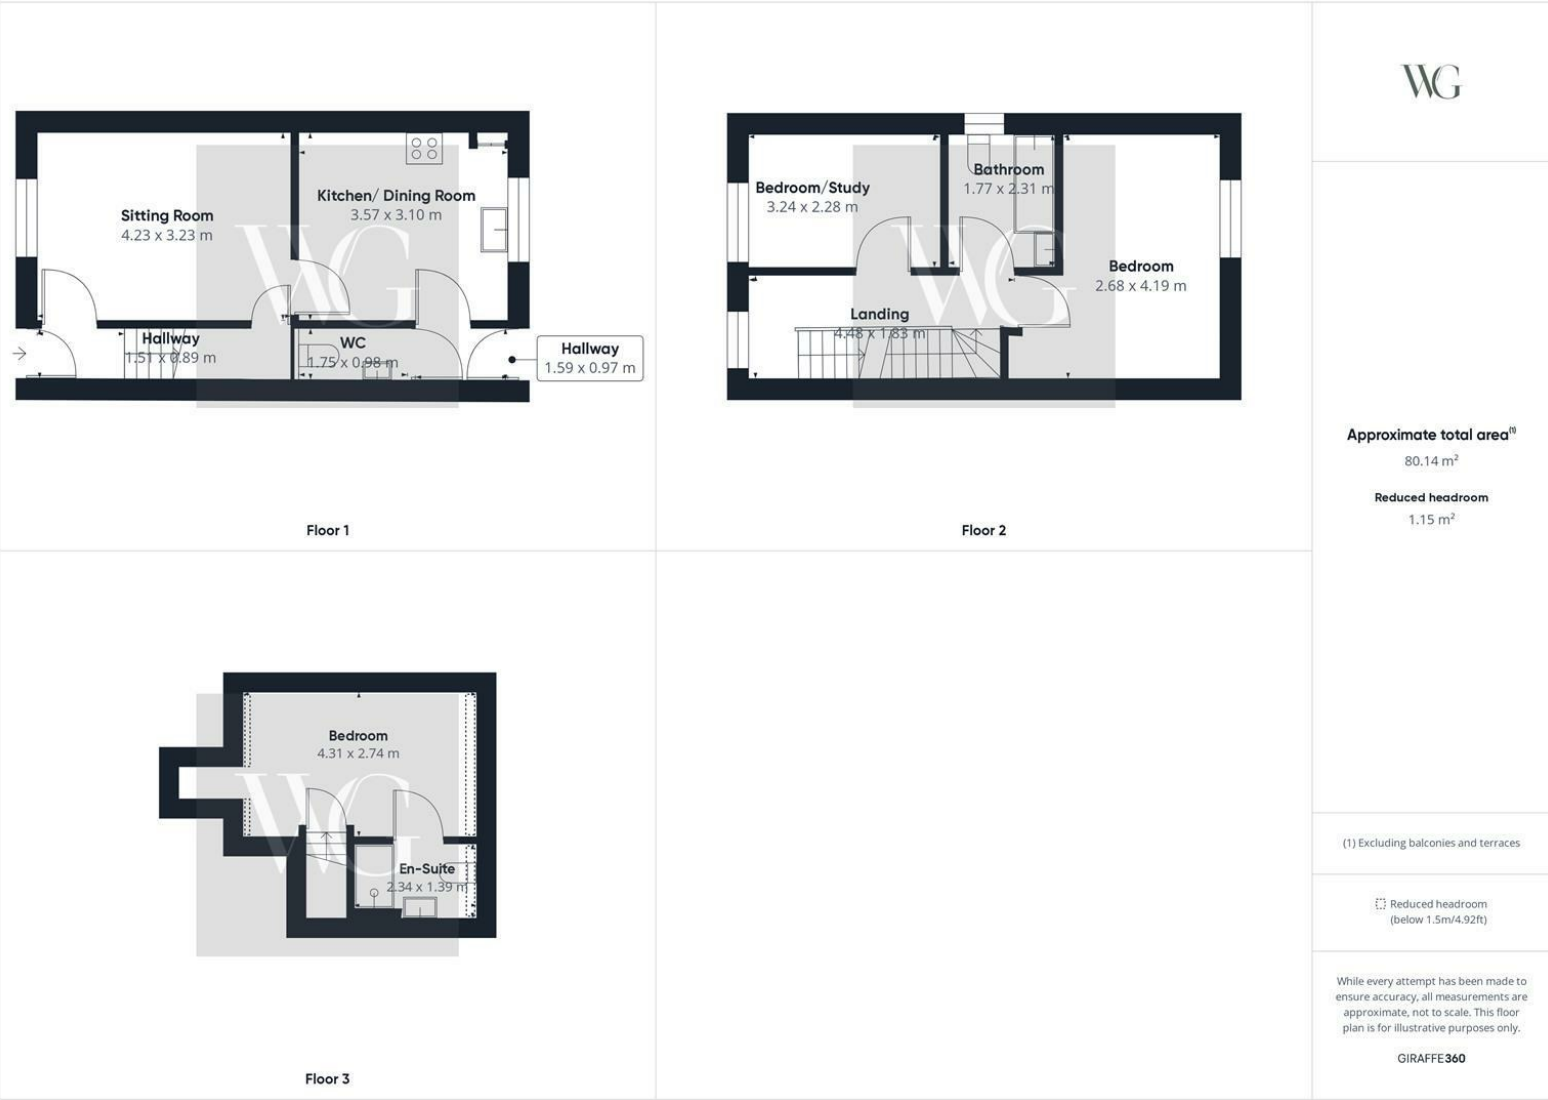 Sitting Room
4.23 x 3.23 m
Kitchen/ Dining Room
3.57 x 3.10 m
Hallway
1.51 x 0.89 m
WC
1.75 x 0.98 m
Hallway
1.59 x 0.97 m
WG
Floor 1
Bedroom/Study
3.24 x 2.28 m
Bathroom
1.77 x 2.31 m
Bedroom
2.68 x 4.19 m
Landing
4.48 x 1.83 m
WG
Floor 2
Bedroom
4.31 x 2.74 m
En-Suite
2.34 x 1.39 m
WG
Floor 3
WG
Approximate total area(1)
80.14 m²
Reduced headroom
1.15 m²
(1) Excluding balconies and terraces
Reduced headroom
(below 1.5m/4.92ft)
While every attempt has been made to
ensure accuracy, all measurements are
approximate, not to scale. This floor
plan is for illustrative purposes only.
GIRAFFE360